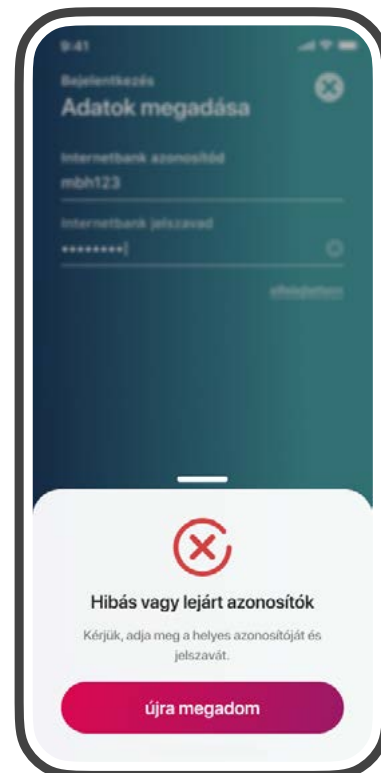 9:41
Bejelentkezés
Adatok megadása
Internetbank azonosítód
mbh123
Internetbank jelszavad
••••••••
elfelejtettem
Hibás vagy lejárt azonosítók
Kérjük, adja meg a helyes azonosítóját és
jelszavát.
újra megadom